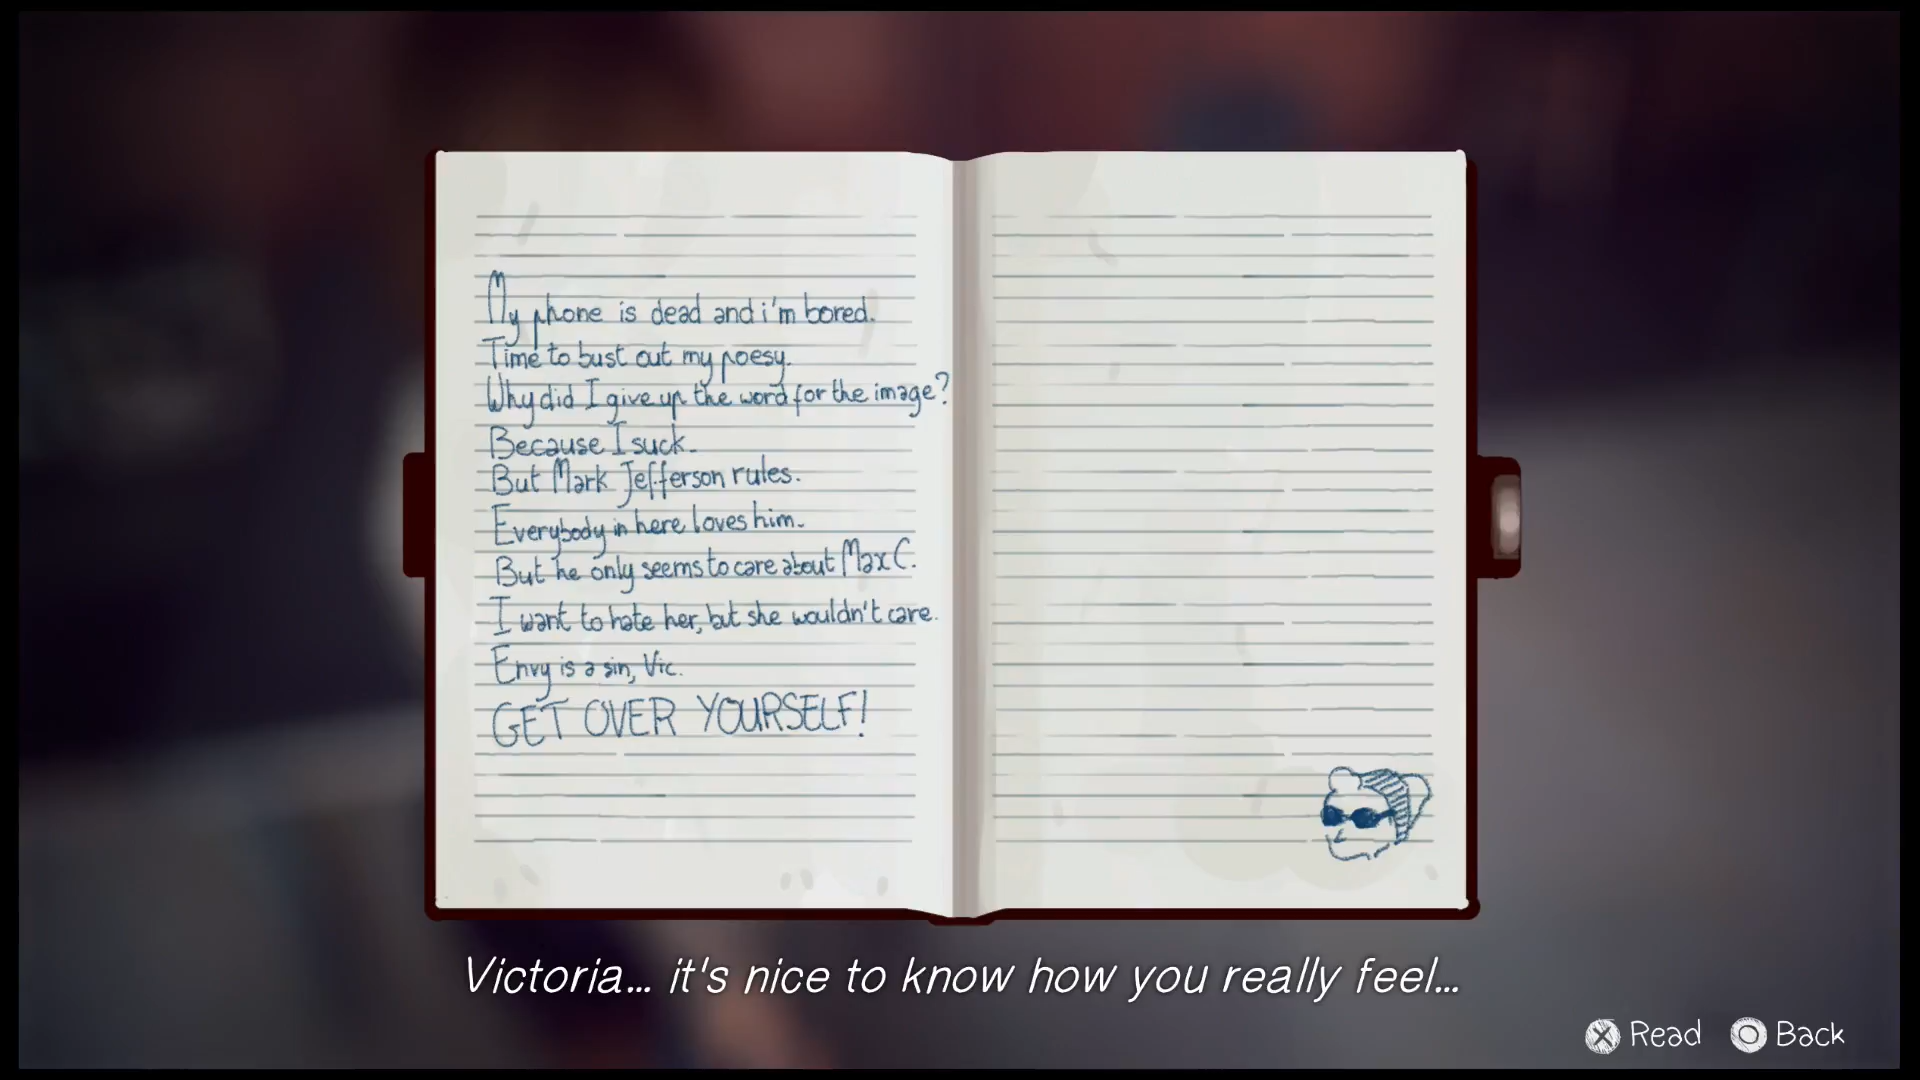 My phone is dead and i'm bored.
Time to bust out my poesy.
Why did I give up the word for the image?
Because I suck.
But Mark Jefferson rules.
Everybody in here loves him.
But he only seems to care about Max C.
I want to hate her, but she wouldn't care.
Envy is a sin, Vic.
GET OVER YOURSELF!
Victoria... it's nice to know how you really feel...
Read Back